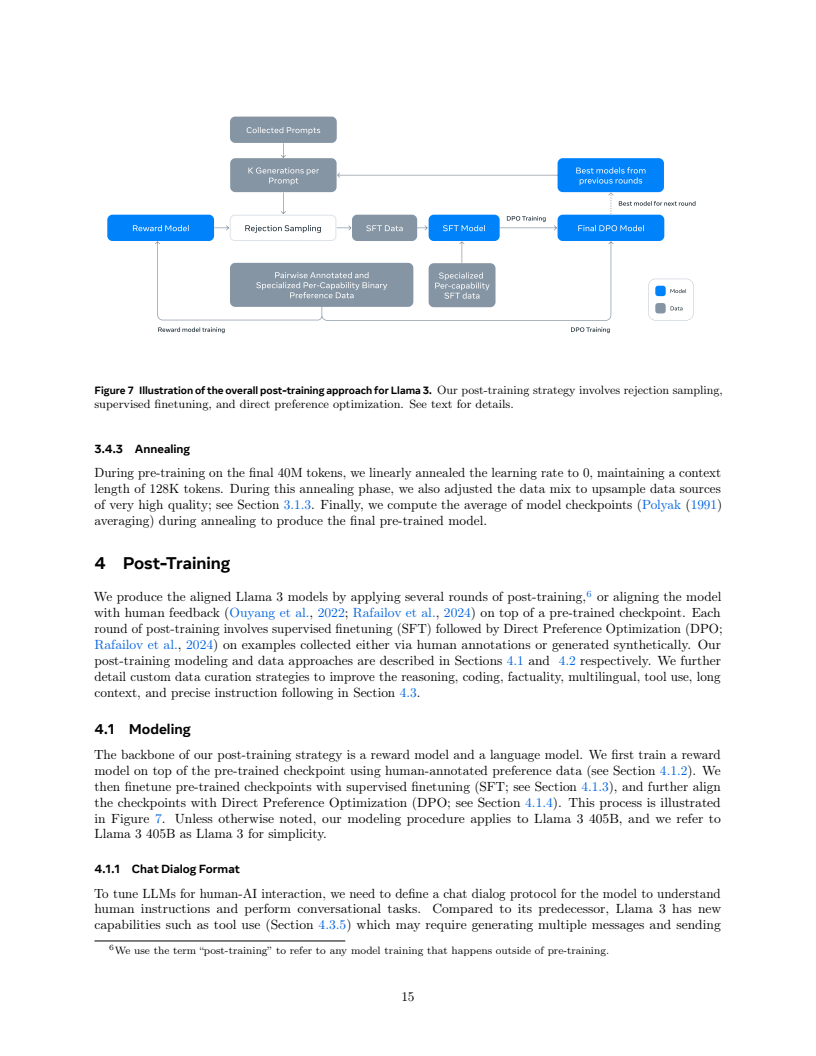 Collected Prompts
K Generations per
Prompt
Best models from
previous rounds
Best model for next round
Reward Model
Rejection Sampling
SFT Data
SFT Model
DPO Training
Final DPO Model
Pairwise Annotated and
Specialized Per-Capability Binary
Preference Data
Specialized
Per-capability
SFT data
Model
Data
Reward model training
DPO Training
Figure 7 Illustration of the overall post-training approach for Llama 3. Our post-training strategy involves rejection sampling,
supervised finetuning, and direct preference optimization. See text for details.
3.4.3 Annealing
During pre-training on the final 40M tokens, we linearly annealed the learning rate to 0, maintaining a context
length of 128K tokens. During this annealing phase, we also adjusted the data mix to upsample data sources
of very high quality; see Section 3.1.3. Finally, we compute the average of model checkpoints (Polyak (1991)
averaging) during annealing to produce the final pre-trained model.
4 Post-Training
We produce the aligned Llama 3 models by applying several rounds of post-training,⁶ or aligning the model
with human feedback (Ouyang et al., 2022; Rafailov et al., 2024) on top of a pre-trained checkpoint. Each
round of post-training involves supervised finetuning (SFT) followed by Direct Preference Optimization (DPO;
Rafailov et al., 2024) on examples collected either via human annotations or generated synthetically. Our
post-training modeling and data approaches are described in Sections 4.1 and 4.2 respectively. We further
detail custom data curation strategies to improve the reasoning, coding, factuality, multilingual, tool use, long
context, and precise instruction following in Section 4.3.
4.1 Modeling
The backbone of our post-training strategy is a reward model and a language model. We first train a reward
model on top of the pre-trained checkpoint using human-annotated preference data (see Section 4.1.2). We
then finetune pre-trained checkpoints with supervised finetuning (SFT; see Section 4.1.3), and further align
the checkpoints with Direct Preference Optimization (DPO; see Section 4.1.4). This process is illustrated
in Figure 7. Unless otherwise noted, our modeling procedure applies to Llama 3 405B, and we refer to
Llama 3 405B as Llama 3 for simplicity.
4.1.1 Chat Dialog Format
To tune LLMs for human-AI interaction, we need to define a chat dialog protocol for the model to understand
human instructions and perform conversational tasks. Compared to its predecessor, Llama 3 has new
capabilities such as tool use (Section 4.3.5) which may require generating multiple messages and sending
⁶We use the term “post-training” to refer to any model training that happens outside of pre-training.
15